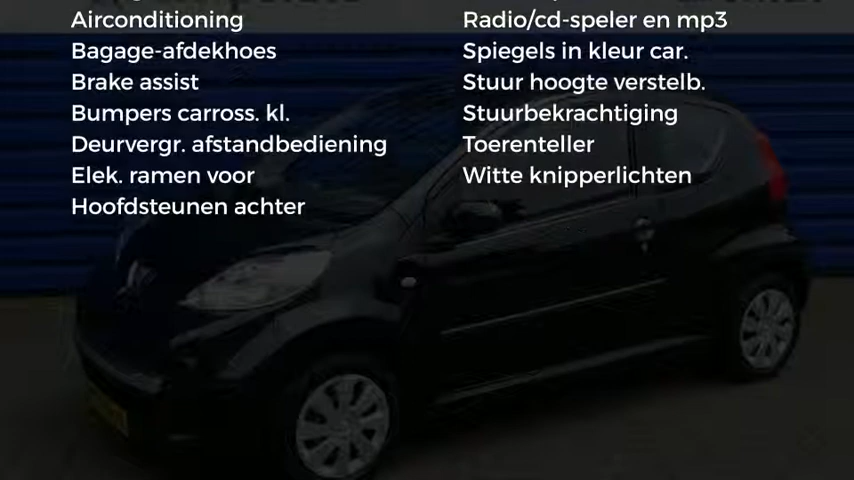 Airconditioning
Bagage-afdekhoes
Brake assist
Bumpers carross. kl.
Deurvergr. afstandbediening
Elek. ramen voor
Hoofdsteunen achter
Radio/cd-speler en mp3
Spiegels in kleur car.
Stuur hoogte verstelb.
Stuurbekrachtiging
Toerenteller
Witte knipperlichten